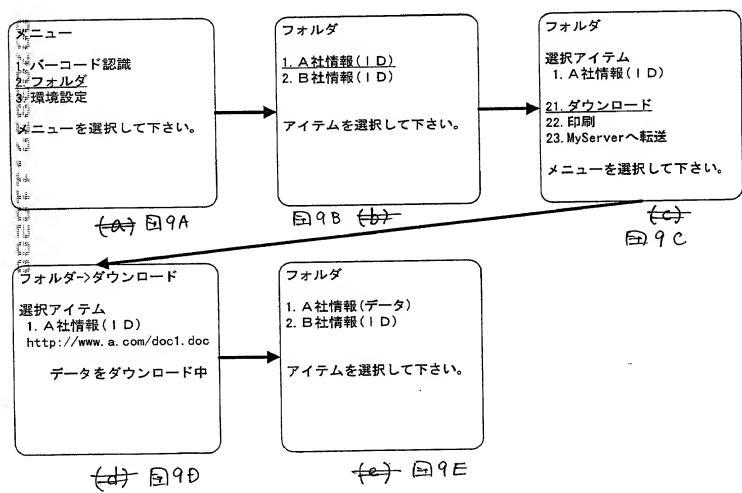 メニュー
1. バーコード認識
2. フォルダ
3. 環境設定
メニューを選択して下さい。
(a) 図9A
フォルダ
1. A社情報(ID)
2. B社情報(ID)
アイテムを選択して下さい。
図9B (b)
フォルダ
選択アイテム
1. A社情報(ID)
21. ダウンロード
22. 印刷
23. MyServerへ転送
メニューを選択して下さい。
(c)
図9C
フォルダ->ダウンロード
選択アイテム
1. A社情報(ID)
http://www.a.com/doc1.doc
データをダウンロード中
(d) 図9D
フォルダ
1. A社情報(データ)
2. B社情報(ID)
アイテムを選択して下さい。
(e) 図9E